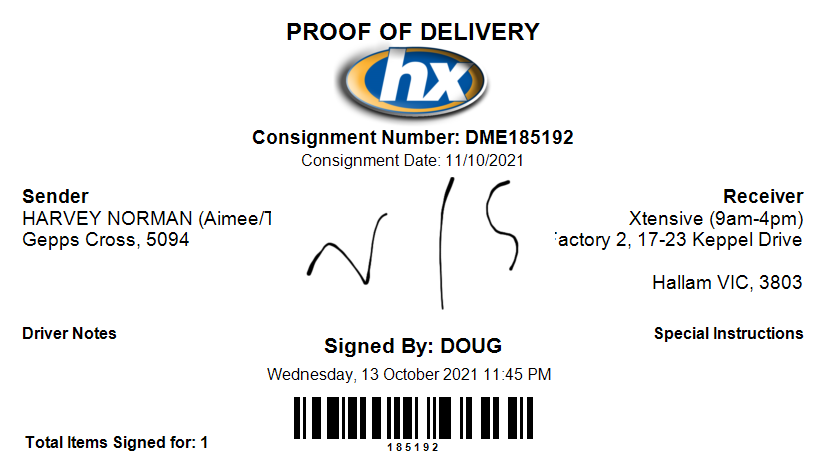 PROOF OF DELIVERY
hx
Consignment Number: DME185192
Consignment Date: 11/10/2021
Sender
HARVEY NORMAN (Aimee/T
Gepps Cross, 5094
N/S
Receiver
Xtensive (9am-4pm)
Factory 2, 17-23 Keppel Drive
Hallam VIC, 3803
Driver Notes
Signed By: DOUG
Special Instructions
Wednesday, 13 October 2021 11:45 PM
185192
Total Items Signed for: 1